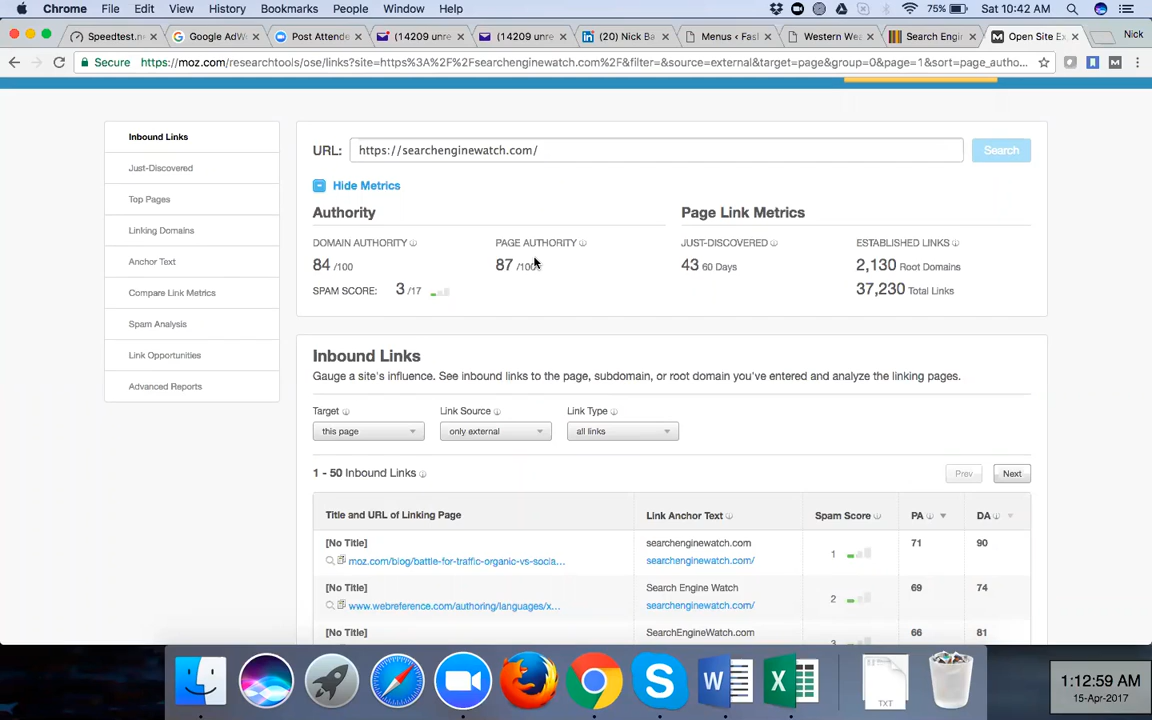 Chrome File Edit View History Bookmarks People Window Help 75% Sat 10:42 AM
Speedtest.ne Google AdWo Post Attende (14209 unre (14209 unre (20) Nick Ba Menus ‹ Fas Western Wea Search Engin Open Site Ex Nick
Secure https://moz.com/researchtools/ose/links?site=https%3A%2F%2Fsearchenginewatch.com%2F&filter=&source=external&target=page&group=0&page=1&sort=page_autho...
Inbound Links
Just-Discovered
Top Pages
Linking Domains
Anchor Text
Compare Link Metrics
Spam Analysis
Link Opportunities
Advanced Reports
URL: https://searchenginewatch.com/ Search
Hide Metrics
Authority Page Link Metrics
DOMAIN AUTHORITY PAGE AUTHORITY JUST-DISCOVERED ESTABLISHED LINKS
84 /100 87 /100 43 60 Days 2,130 Root Domains
SPAM SCORE: 3 /17 37,230 Total Links
Inbound Links
Gauge a site's influence. See inbound links to the page, subdomain, or root domain you've entered and analyze the linking pages.
Target Link Source Link Type
this page only external all links
1 - 50 Inbound Links Prev Next
Title and URL of Linking Page Link Anchor Text Spam Score PA DA
[No Title] searchenginewatch.com 71 90
moz.com/blog/battle-for-traffic-organic-vs-socia... searchenginewatch.com/ 1
[No Title] Search Engine Watch 69 74
www.webreference.com/authoring/languages/x... searchenginewatch.com/ 2
[No Title] SearchEngineWatch.com 66 81
3
TXT
1:12:59 AM
15-Apr-2017